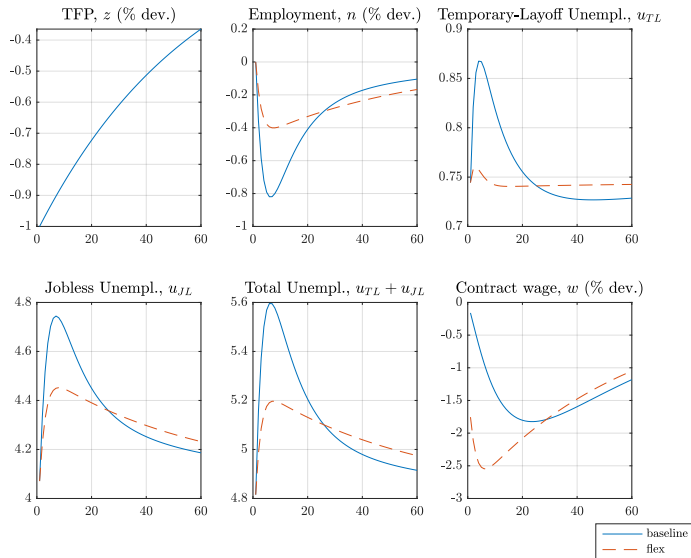 TFP, z (% dev.)
-0.4
-0.5
-0.6
-0.7
-0.8
-0.9
-1
0 20 40 60
Employment, n (% dev.)
0
-0.2
-0.4
-0.6
-0.8
-1
0 20 40 60
Temporary-Layoff Unempl., u_TL
0.9
0.85
0.8
0.75
0.7
0 20 40 60
Jobless Unempl., u_JL
4.8
4.6
4.4
4.2
4
0 20 40 60
Total Unempl., u_TL + u_JL
5.6
5.4
5.2
5
4.8
0 20 40 60
Contract wage, w (% dev.)
0
-0.5
-1
-1.5
-2
-2.5
-3
0 20 40 60
baseline
flex